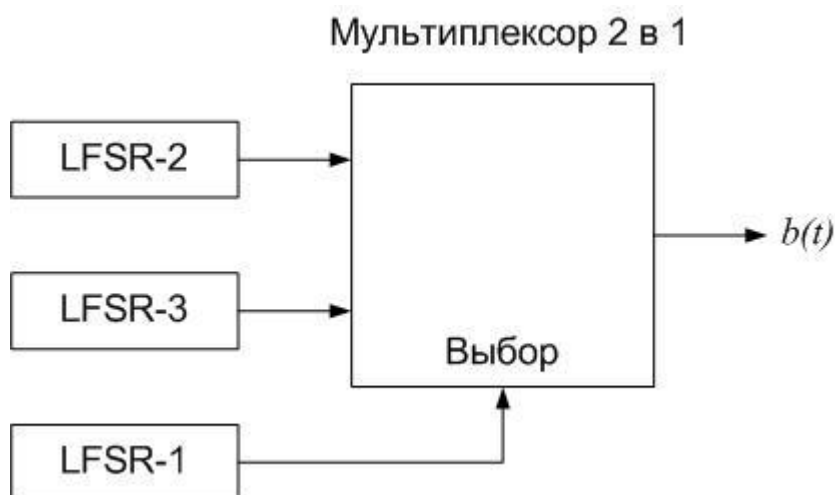 Мультиплексор 2 в 1
LFSR-2
b(t)
LFSR-3
Выбор
LFSR-1